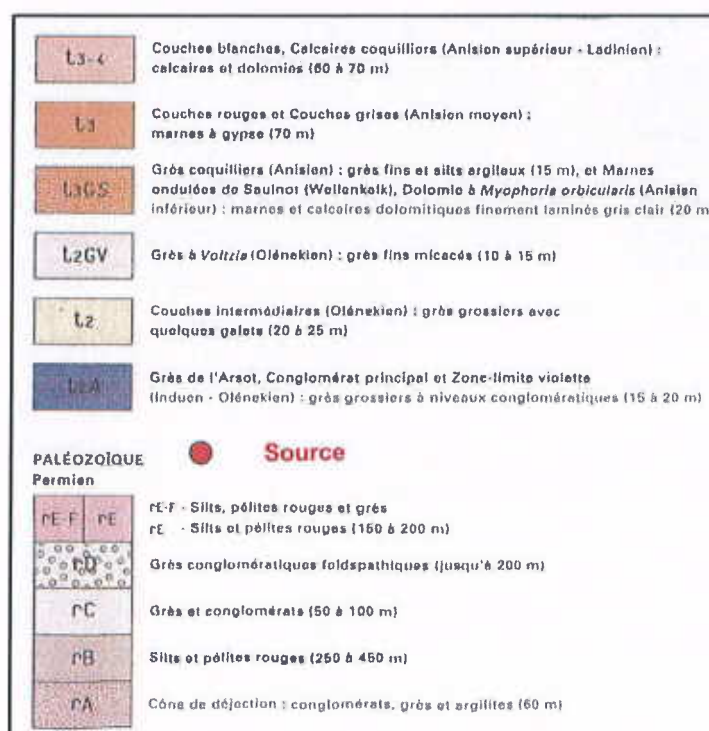 t3-4
Couches blanches, Calcaires coquilliers (Anisien supérieur - Ladinien) :
calcaires et dolomies (60 à 70 m)
t3
Couches rouges et Couches grises (Anisien moyen) :
marnes à gypse (70 m)
t3GS
Grès coquilliers (Anisien) : grès fins et silts argileux (15 m), et Marnes
ondulées de Saulnot (Wellenkalk), Dolomie à Myophoria orbicularis (Anisien
inférieur) : marnes et calcaires dolomitiques finement laminés gris clair (20 m
t2GV
Grès à Voltzia (Olénekien) : grès fins micacés (10 à 15 m)
t2
Couches intermédiaires (Olénekien) : grès grossiers avec
quelques galets (20 à 25 m)
Grès de l'Arsot, Conglomérat principal et Zone-limite violette
(Induen - Olénekien) : grès grossiers à niveaux conglomératiques (15 à 20 m)
PALÉOZOÏQUE
Source
Permien
rE-F
rE
rE-F - Silts, pélites rouges et grès
rE - Silts et pélites rouges (150 à 200 m)
rD
Grès conglomératiques feldspathiques (jusqu'à 200 m)
rC
Grès et conglomérats (50 à 100 m)
rB
Silts et pélites rouges (250 à 450 m)
rA
Cône de déjection : conglomérats, grès et argilites (60 m)